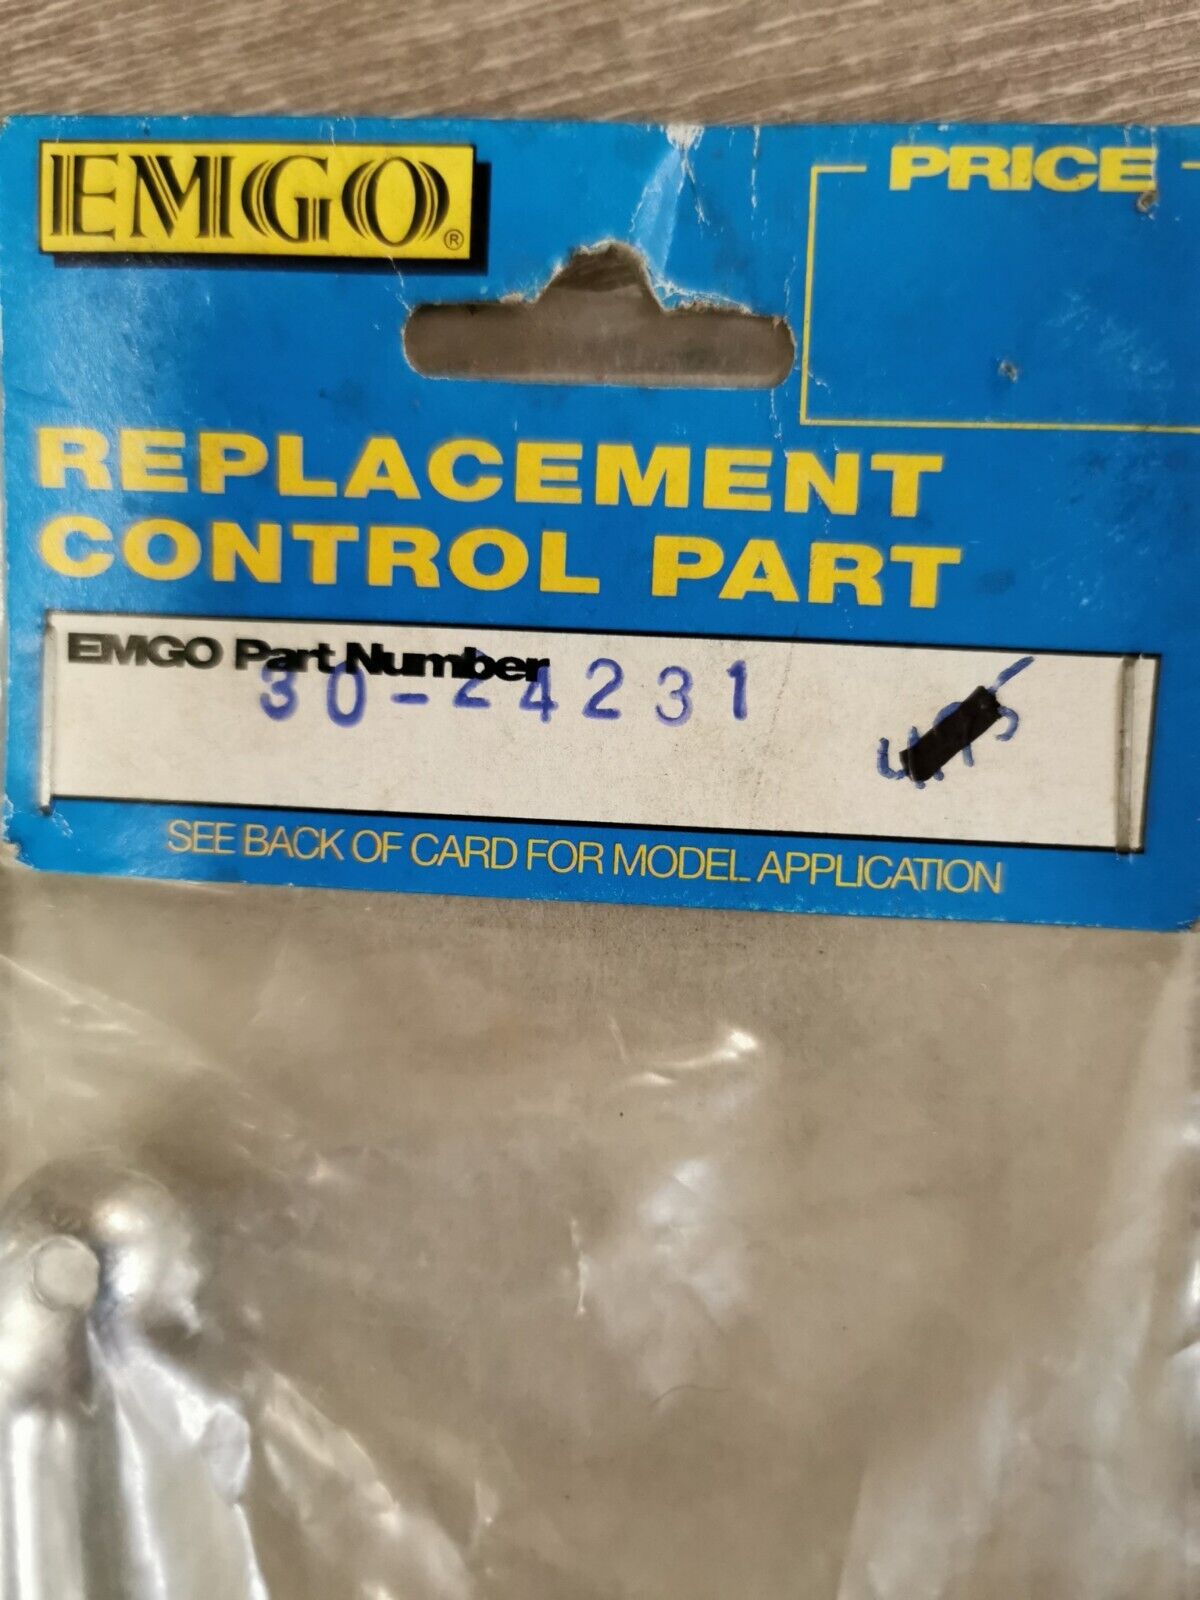 EMGO®
PRICE
REPLACEMENT
CONTROL PART
EMGO Part Number
30-24231
SEE BACK OF CARD FOR MODEL APPLICATION